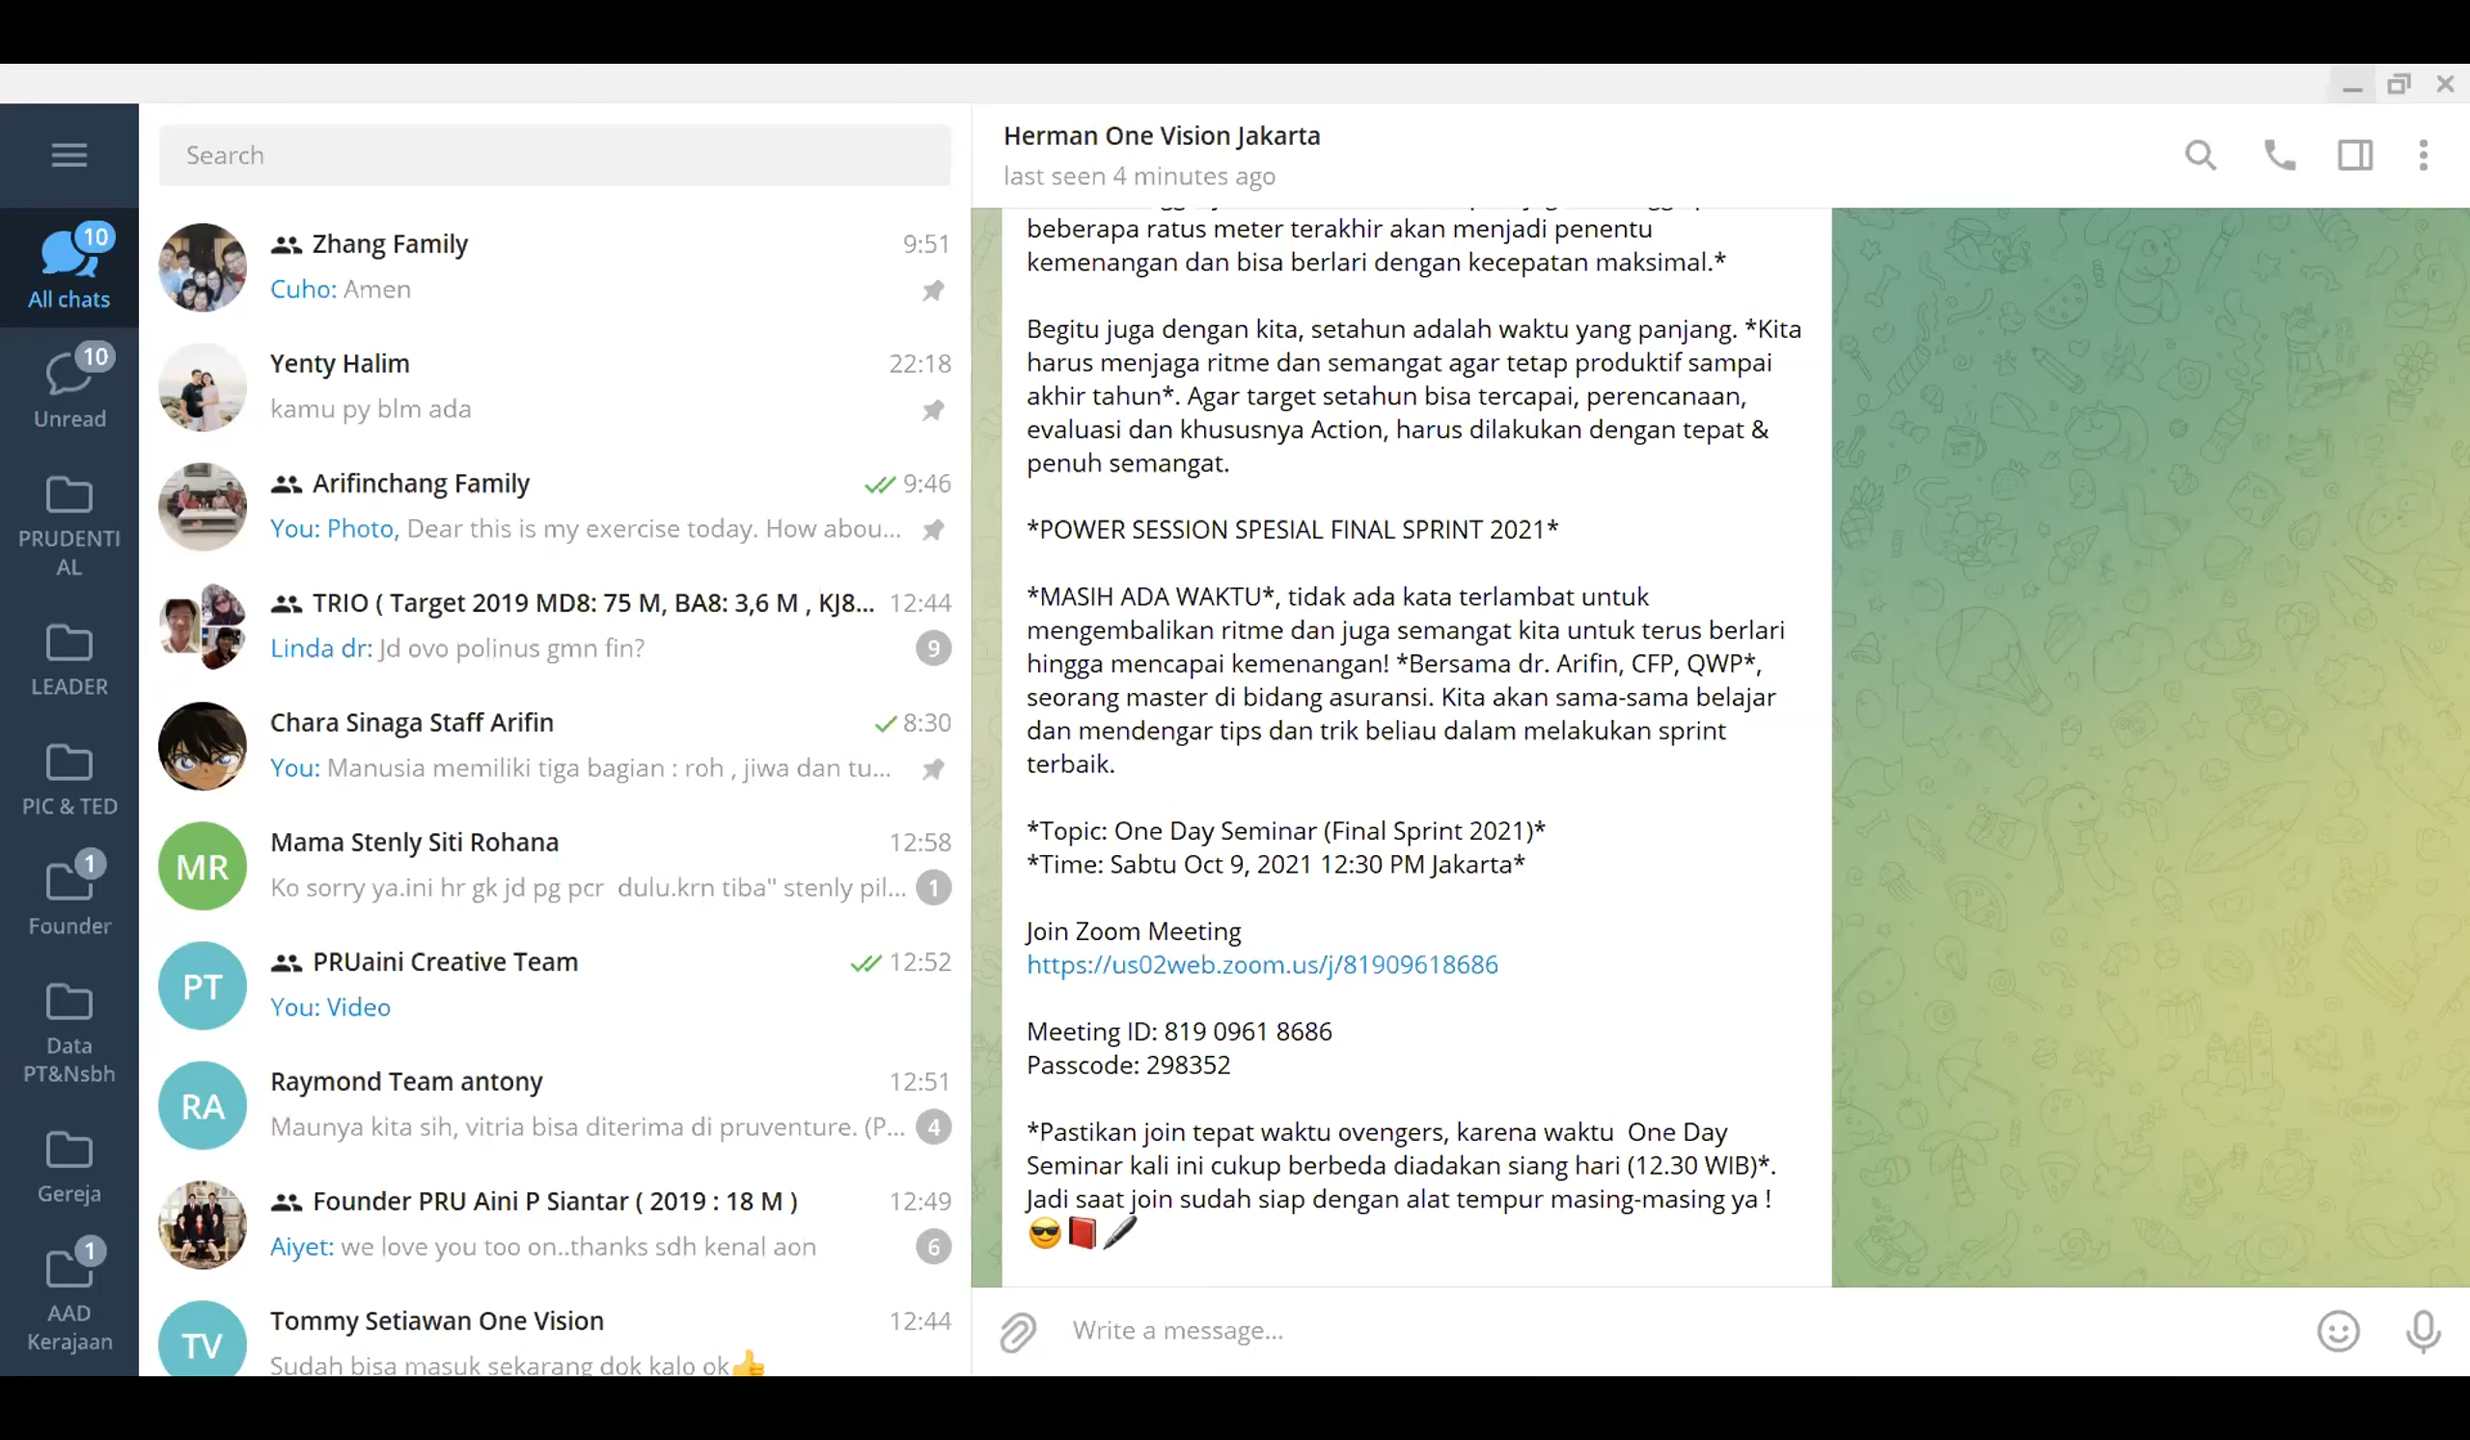 Search
10
All chats
10
Unread
PRUDENTI
AL
LEADER
PIC & TED
1
Founder
Data
PT&Nsbh
Gereja
1
AAD
Kerajaan
Zhang Family 9:51
Cuho: Amen
Yenty Halim 22:18
kamu py blm ada
Arifinchang Family 9:46
You: Photo, Dear this is my exercise today. How abou...
TRIO ( Target 2019 MD8: 75 M, BA8: 3,6 M , KJ8... 12:44
Linda dr: Jd ovo polinus gmn fin? 9
Chara Sinaga Staff Arifin 8:30
You: Manusia memiliki tiga bagian : roh , jiwa dan tu...
MR
Mama Stenly Siti Rohana 12:58
Ko sorry ya.ini hr gk jd pg pcr dulu.krn tiba" stenly pil... 1
PT
PRUaini Creative Team 12:52
You: Video
RA
Raymond Team antony 12:51
Maunya kita sih, vitria bisa diterima di pruventure. (P... 4
Founder PRU Aini P Siantar ( 2019 : 18 M ) 12:49
Aiyet: we love you too on..thanks sdh kenal aon 6
TV
Tommy Setiawan One Vision 12:44
Sudah bisa masuk sekarang dok kalo ok👍
Herman One Vision Jakarta
last seen 4 minutes ago
beberapa ratus meter terakhir akan menjadi penentu
kemenangan dan bisa berlari dengan kecepatan maksimal.*
Begitu juga dengan kita, setahun adalah waktu yang panjang. *Kita
harus menjaga ritme dan semangat agar tetap produktif sampai
akhir tahun*. Agar target setahun bisa tercapai, perencanaan,
evaluasi dan khususnya Action, harus dilakukan dengan tepat &
penuh semangat.
*POWER SESSION SPESIAL FINAL SPRINT 2021*
*MASIH ADA WAKTU*, tidak ada kata terlambat untuk
mengembalikan ritme dan juga semangat kita untuk terus berlari
hingga mencapai kemenangan! *Bersama dr. Arifin, CFP, QWP*,
seorang master di bidang asuransi. Kita akan sama-sama belajar
dan mendengar tips dan trik beliau dalam melakukan sprint
terbaik.
*Topic: One Day Seminar (Final Sprint 2021)*
*Time: Sabtu Oct 9, 2021 12:30 PM Jakarta*
Join Zoom Meeting
https://us02web.zoom.us/j/81909618686
Meeting ID: 819 0961 8686
Passcode: 298352
*Pastikan join tepat waktu ovengers, karena waktu One Day
Seminar kali ini cukup berbeda diadakan siang hari (12.30 WIB)*.
Jadi saat join sudah siap dengan alat tempur masing-masing ya !
😎📕🖋
Write a message...